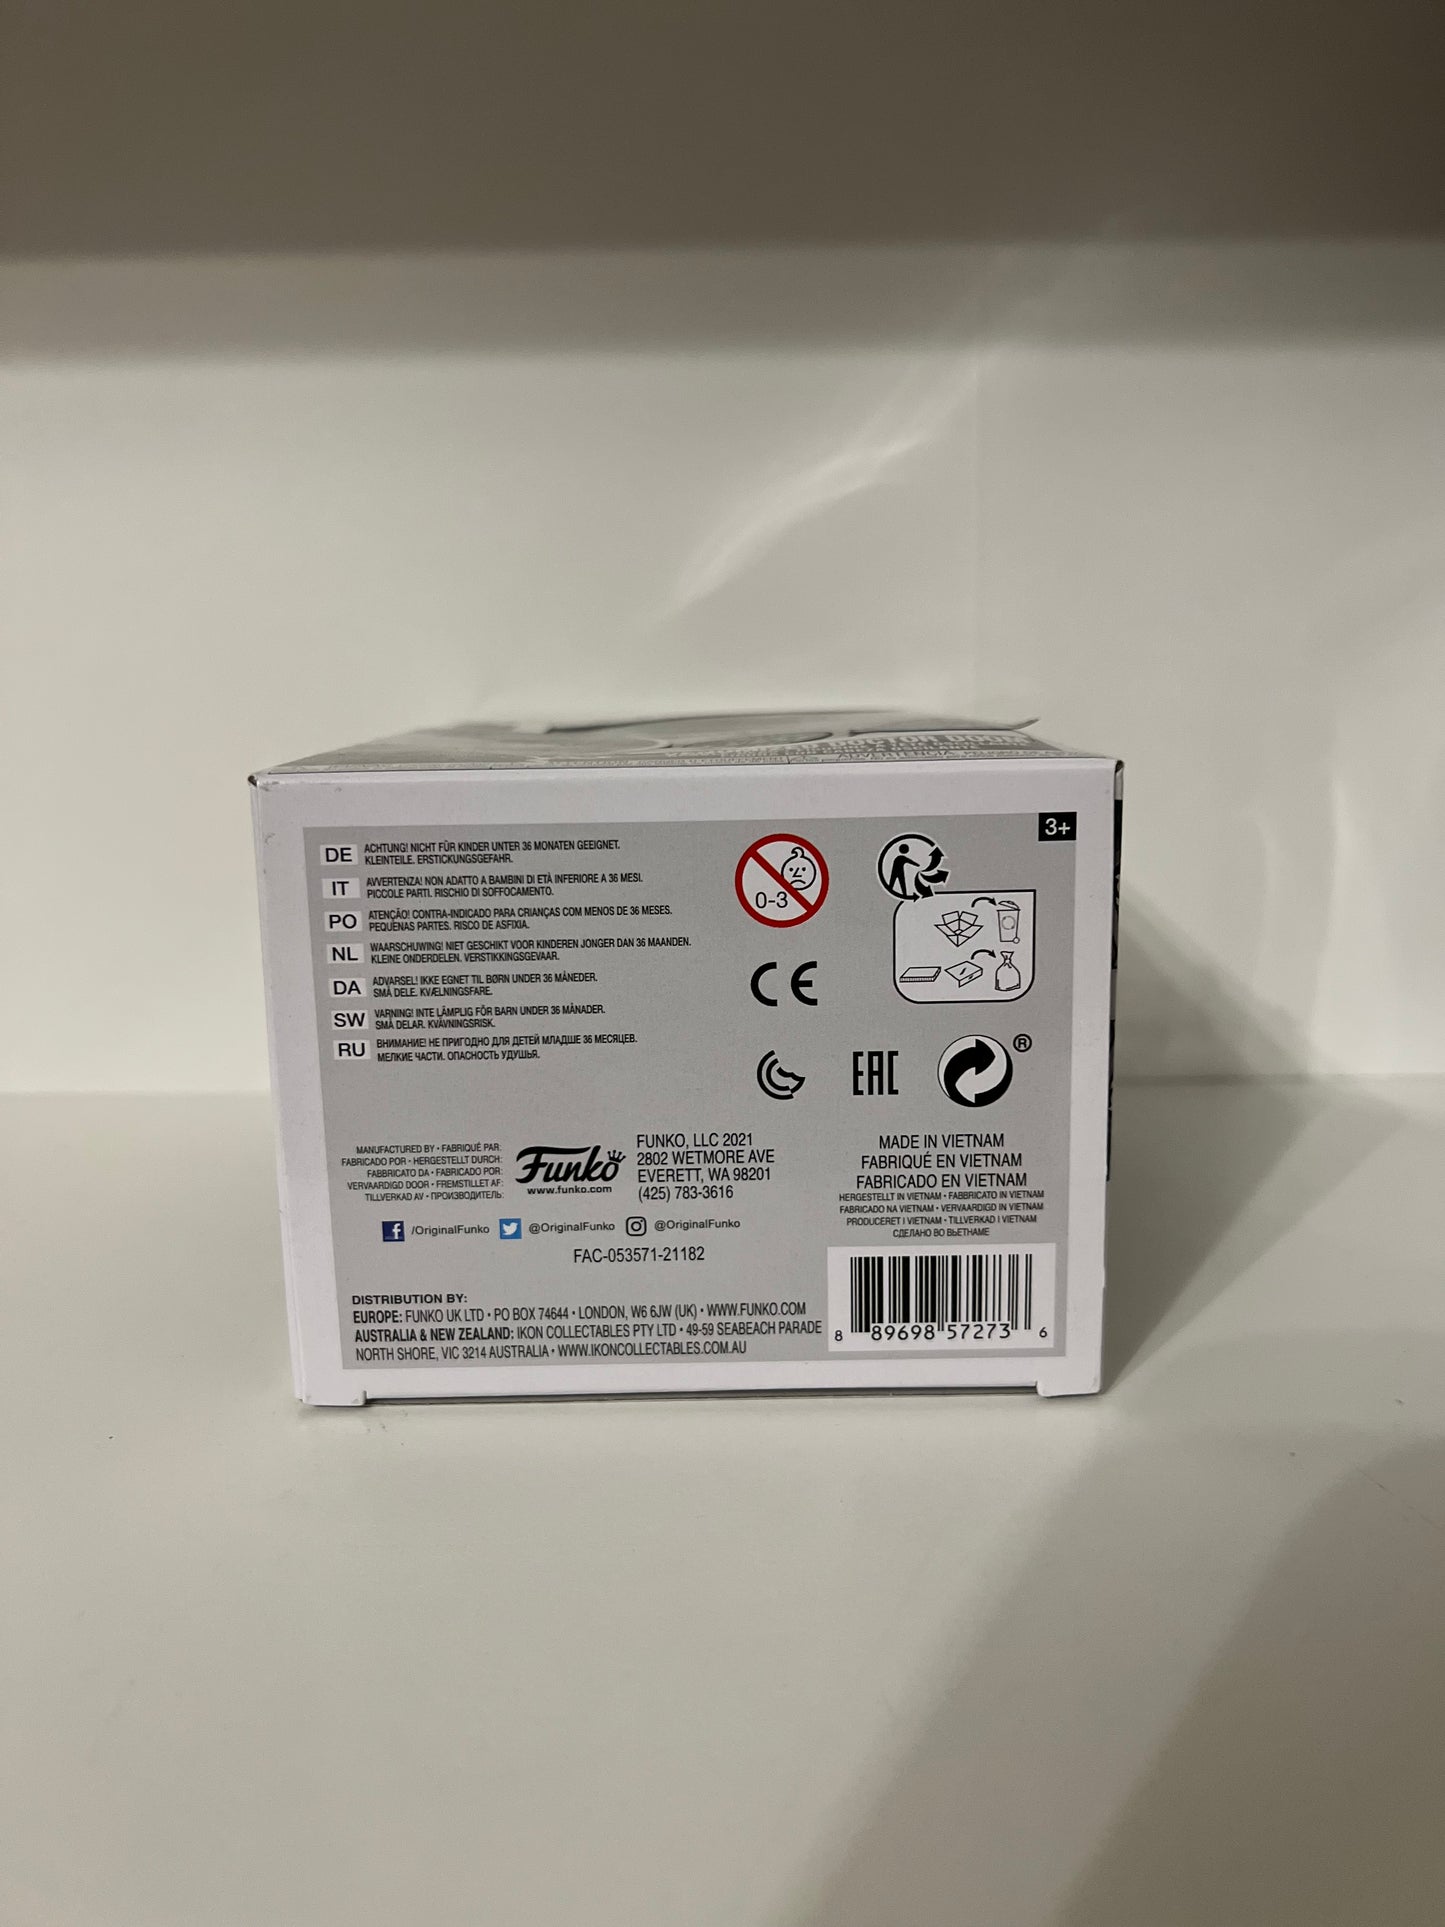 DOCTOR DOOM
ADVERTENCIA
3+
DE ACHTUNG! NICHT FÜR KINDER UNTER 36 MONATEN GEEIGNET.
KLEINTEILE. ERSTICKUNGSGEFAHR.
IT AVVERTENZA! NON ADATTO A BAMBINI DI ETÀ INFERIORE A 36 MESI.
PICCOLE PARTI. RISCHIO DI SOFFOCAMENTO.
PO ATENÇÃO! CONTRA-INDICADO PARA CRIANÇAS COM MENOS DE 36 MESES.
PEQUENAS PARTES. RISCO DE ASFIXIA.
NL WAARSCHUWING! NIET GESCHIKT VOOR KINDEREN JONGER DAN 36 MAANDEN.
KLEINE ONDERDELEN. VERSTIKKINGSGEVAAR.
DA ADVARSEL! IKKE EGNET TIL BØRN UNDER 36 MÅNEDER.
SMÅ DELE. KVÆLNINGSFARE.
SW VARNING! INTE LÄMPLIG FÖR BARN UNDER 36 MÅNADER.
SMÅ DELAR. KVÄVNINGSRISK.
RU ВНИМАНИЕ! НЕ ПРИГОДНО ДЛЯ ДЕТЕЙ МЛАДШЕ 36 МЕСЯЦЕВ.
МЕЛКИЕ ЧАСТИ. ОПАСНОСТЬ УДУШЬЯ.
0-3
CE
EAC
®
MANUFACTURED BY • FABRIQUÉ PAR:
FABRICADO POR • HERGESTELLT DURCH:
FABBRICATO DA • FABRICADO POR:
VERVAARDIGD DOOR • FREMSTILLET AF:
TILLVERKAD AV • ПРОИЗВОДИТЕЛЬ:
Funko
www.funko.com
FUNKO, LLC 2021
2802 WETMORE AVE
EVERETT, WA 98201
(425) 783-3616
MADE IN VIETNAM
FABRIQUÉ EN VIETNAM
FABRICADO EN VIETNAM
HERGESTELLT IN VIETNAM • FABBRICATO IN VIETNAM
FABRICADO NA VIETNAM • VERVAARDIGD IN VIETNAM
PRODUCERET I VIETNAM • TILLVERKAD I VIETNAM
СДЕЛАНО ВО ВЬЕТНАМЕ
/OriginalFunko @OriginalFunko @OriginalFunko
FAC-053571-21182
DISTRIBUTION BY:
EUROPE: FUNKO UK LTD • PO BOX 74644 • LONDON, W6 6JW (UK) • WWW.FUNKO.COM
AUSTRALIA & NEW ZEALAND: IKON COLLECTABLES PTY LTD • 49-59 SEABEACH PARADE
NORTH SHORE, VIC 3214 AUSTRALIA • WWW.IKONCOLLECTABLES.COM.AU
8 89698 57273 6